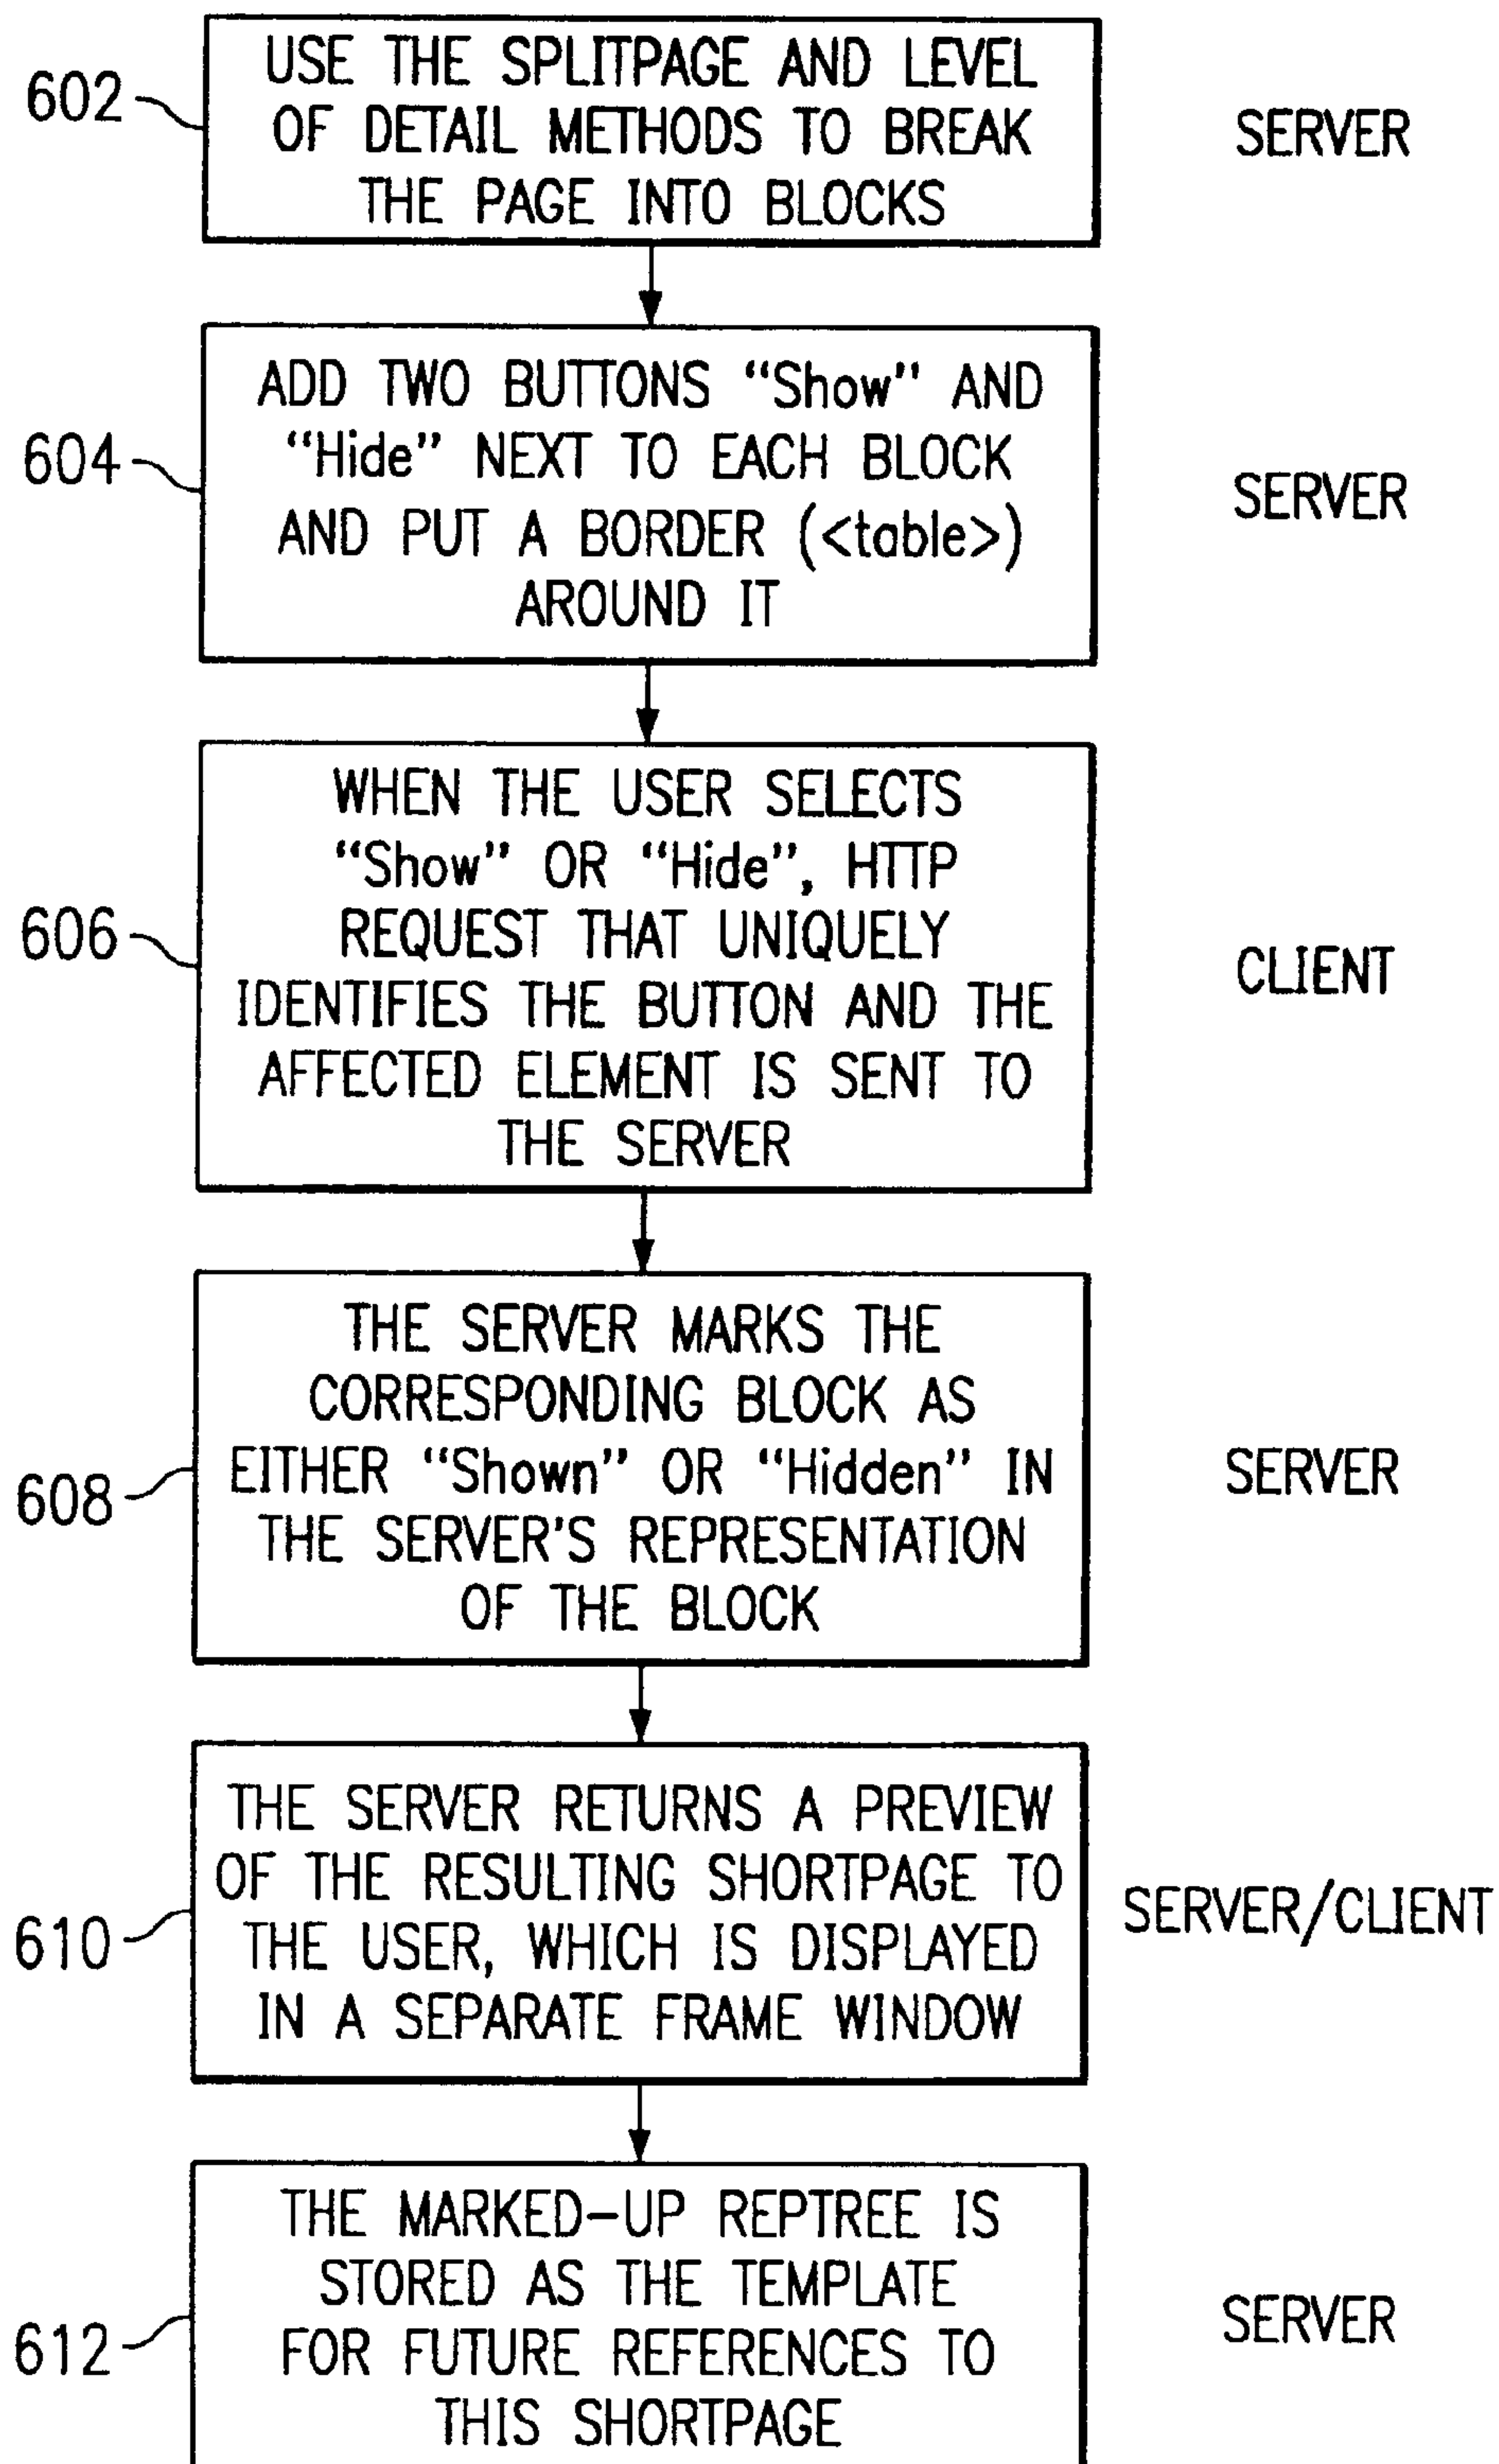 USE THE SPLITPAGE AND LEVEL
OF DETAIL METHODS TO BREAK
THE PAGE INTO BLOCKS
602
SERVER
ADD TWO BUTTONS “Show” AND
“Hide” NEXT TO EACH BLOCK
AND PUT A BORDER (<table>)
AROUND IT
604
SERVER
WHEN THE USER SELECTS
“Show” OR “Hide”, HTTP
REQUEST THAT UNIQUELY
IDENTIFIES THE BUTTON AND THE
AFFECTED ELEMENT IS SENT TO
THE SERVER
606
CLIENT
THE SERVER MARKS THE
CORRESPONDING BLOCK AS
EITHER “Shown” OR “Hidden” IN
THE SERVER'S REPRESENTATION
OF THE BLOCK
608
SERVER
THE SERVER RETURNS A PREVIEW
OF THE RESULTING SHORTPAGE TO
THE USER, WHICH IS DISPLAYED
IN A SEPARATE FRAME WINDOW
610
SERVER/CLIENT
THE MARKED-UP REPTREE IS
STORED AS THE TEMPLATE
FOR FUTURE REFERENCES TO
THIS SHORTPAGE
612
SERVER